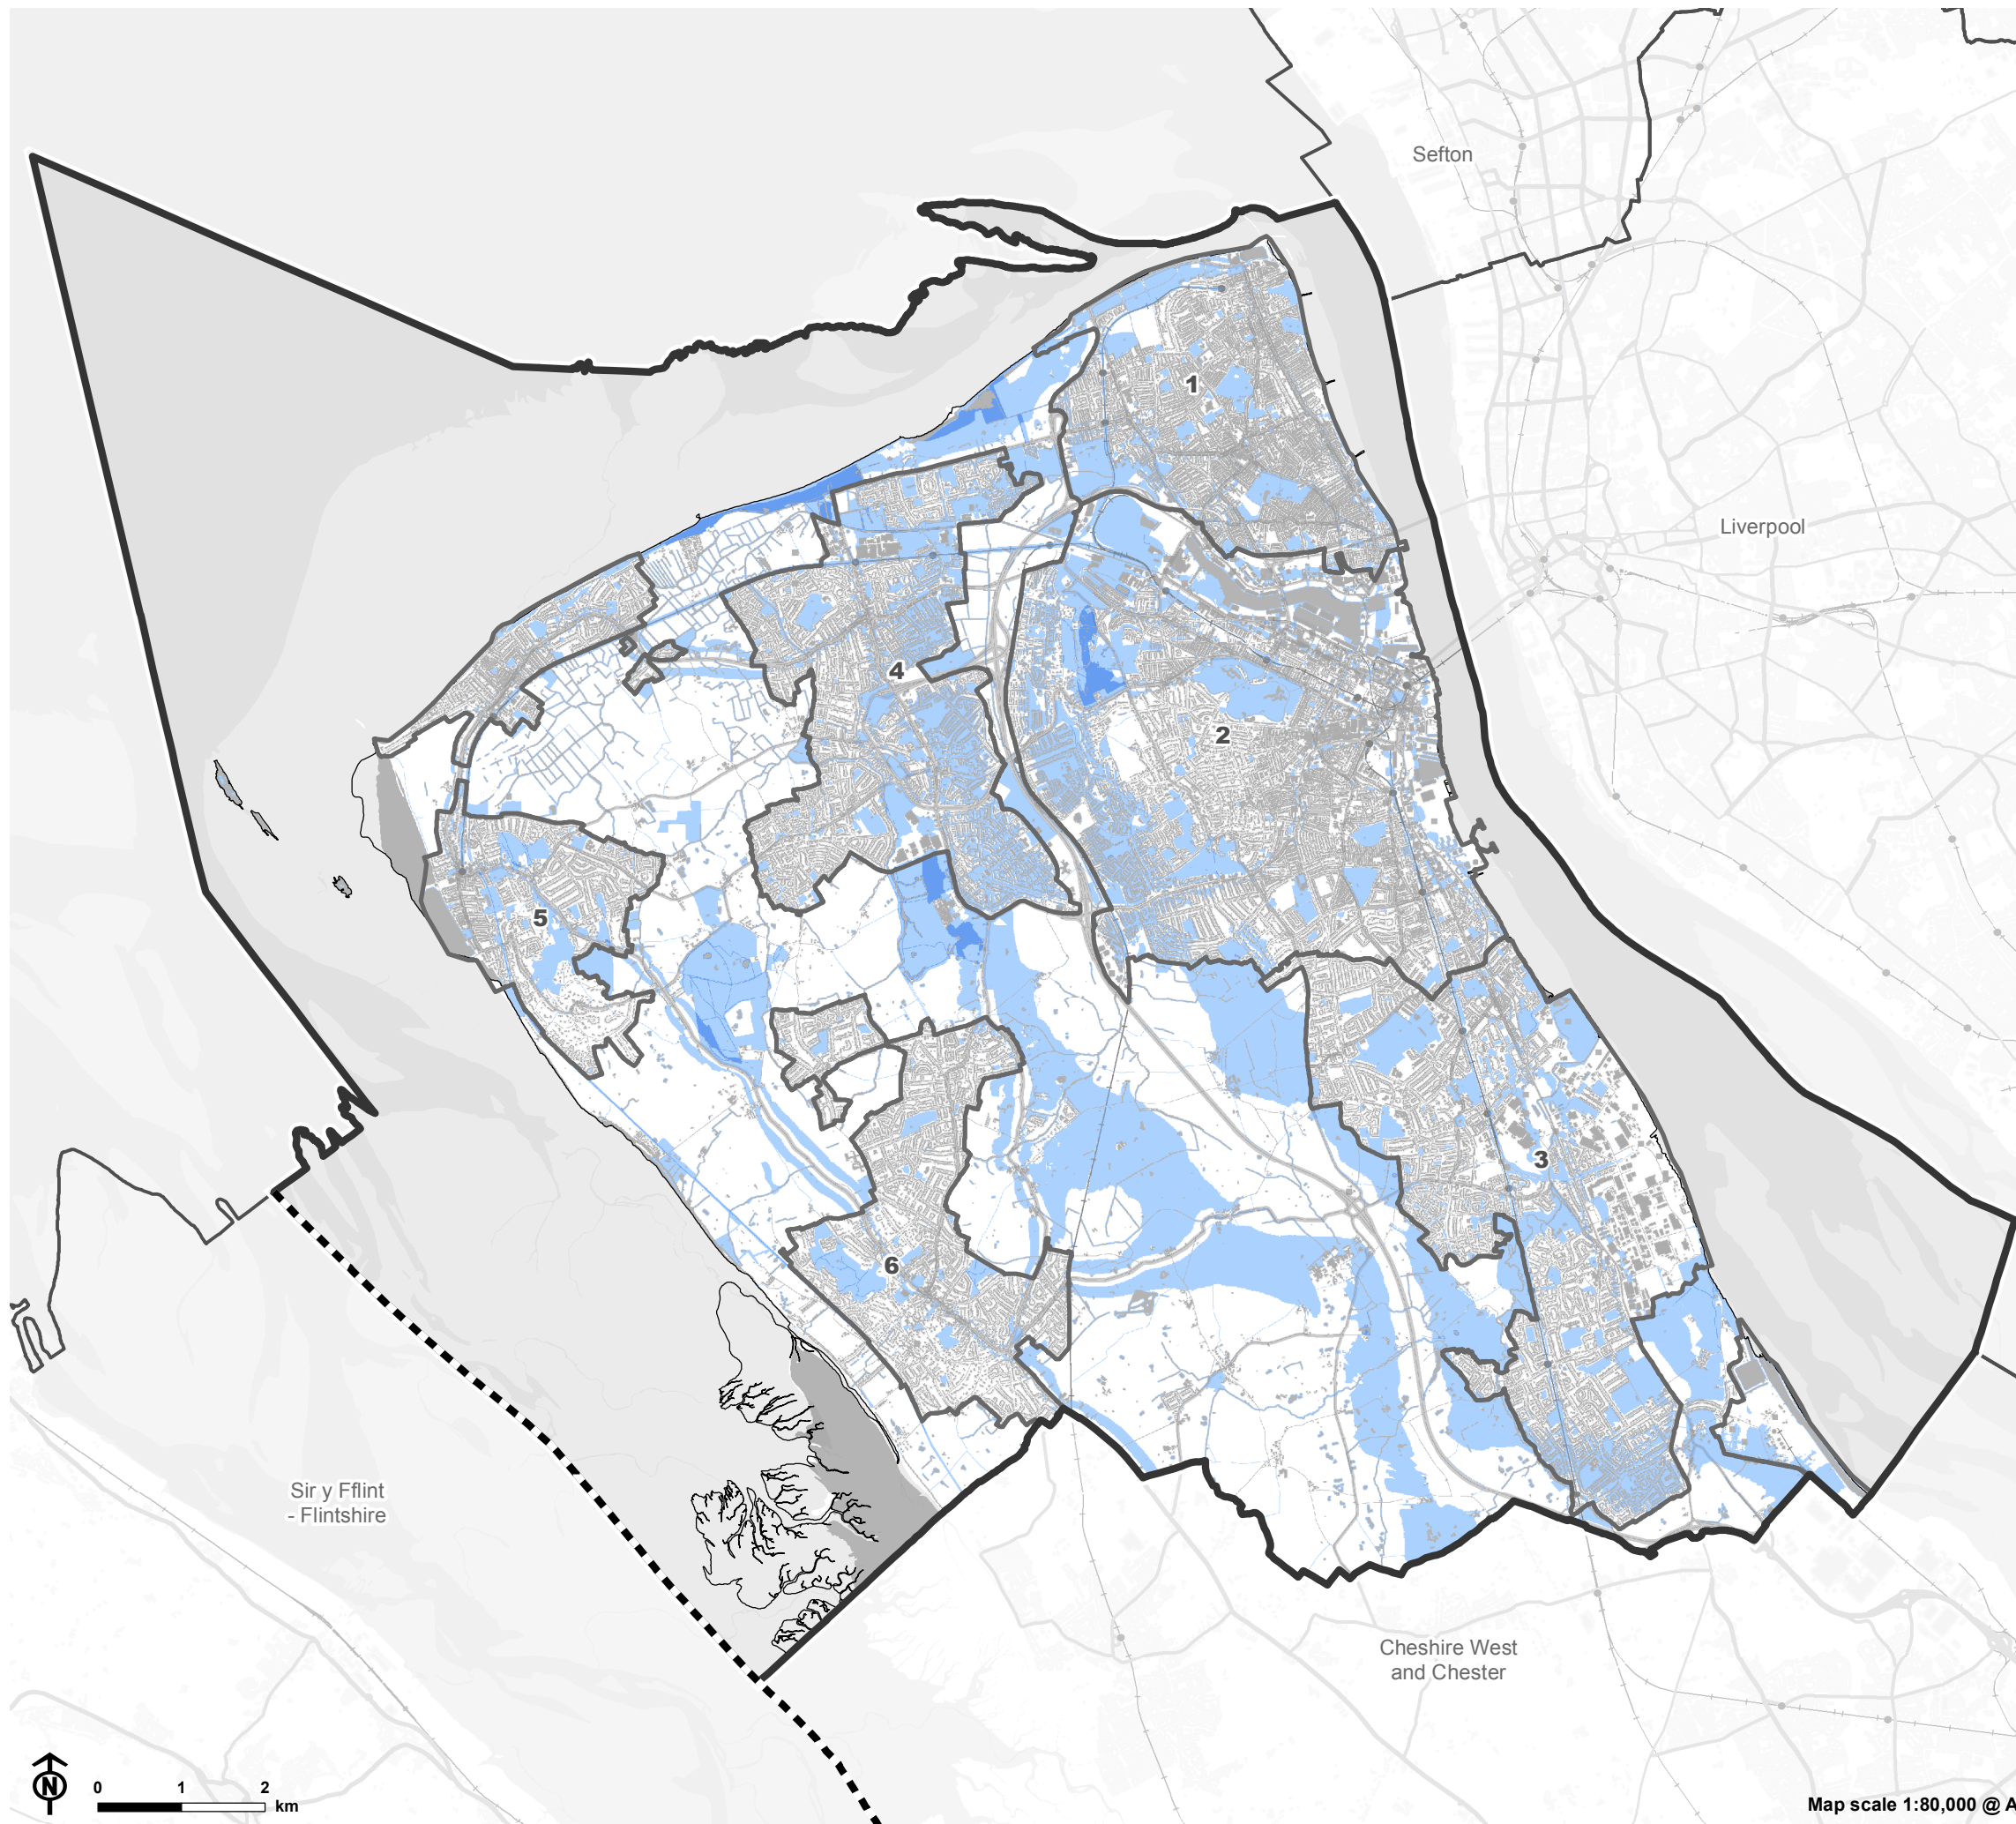 Sefton
1
Liverpool
4
2
5
3
6
Sir y Fflint
- Flintshire
Cheshire West
and Chester
N
0 1 2
km
Map scale 1:80,000 @ A